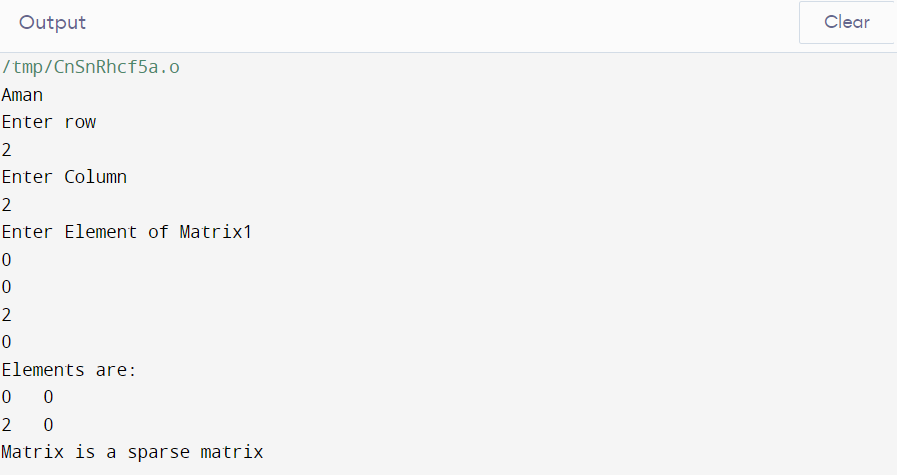 Output
Clear
/tmp/CnSnRhcf5a.o
Aman
Enter row
2
Enter Column
2
Enter Element of Matrix1
0
0
2
0
Elements are:
0   0
2   0
Matrix is a sparse matrix